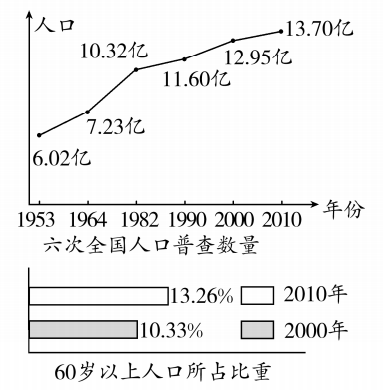 人口
13.70亿
10.32亿
12.95亿
11.60亿
7.23亿
6.02亿
年份
1953 1964 1982 1990 2000 2010
六次全国人口普查数量
13.26% 2010年
10.33% 2000年
60岁以上人口所占比重